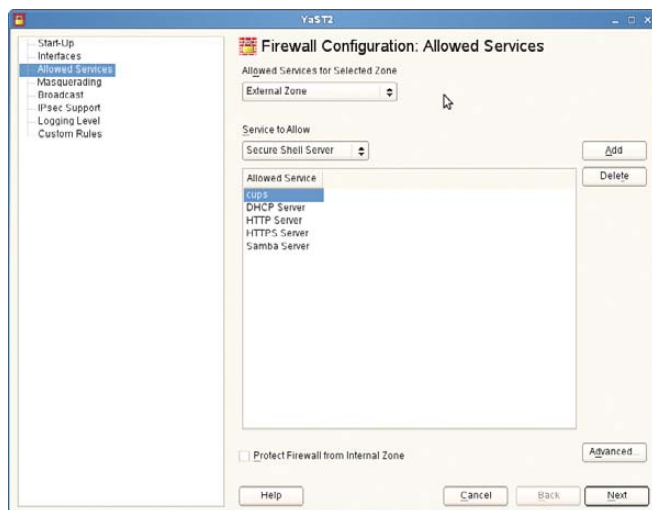 YaST2
Start-Up
Interfaces
Allowed Services
Masquerading
Broadcast
IPsec Support
Logging Level
Custom Rules
Firewall Configuration: Allowed Services
Allowed Services for Selected Zone
External Zone
Service to Allow
Secure Shell Server
Add
Allowed Service
Delete
cups
DHCP Server
HTTP Server
HTTPS Server
Samba Server
Protect Firewall from Internal Zone
Advanced...
Help
Cancel
Back
Next